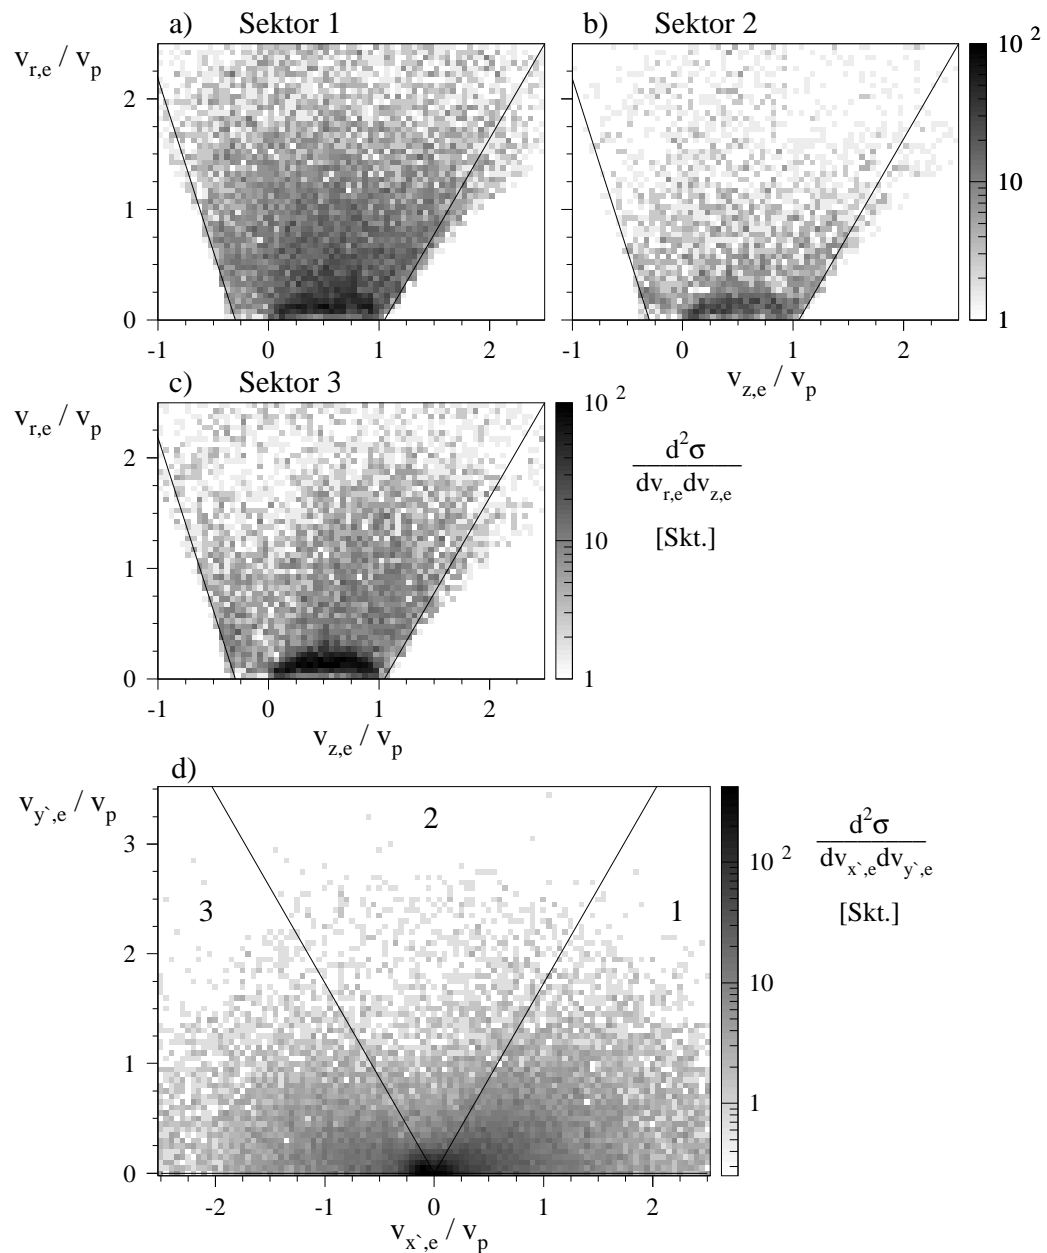 a) Sektor 1
b) Sektor 2
v_{r,e} / v_p
2
1
0
-1 0 1 2
-1 0 1 2
10^2
10
1
v_{z,e} / v_p
c) Sektor 3
v_{r,e} / v_p
2
1
0
-1 0 1 2
v_{z,e} / v_p
10^2
10
1
d^2σ
dv_{r,e}dv_{z,e}
[Skt.]
d)
v_{y`,e} / v_p
3
2
1
0
2
3
1
-2 -1 0 1 2
v_{x`,e} / v_p
10^2
10
1
d^2σ
dv_{x`,e}dv_{y`,e}
[Skt.]